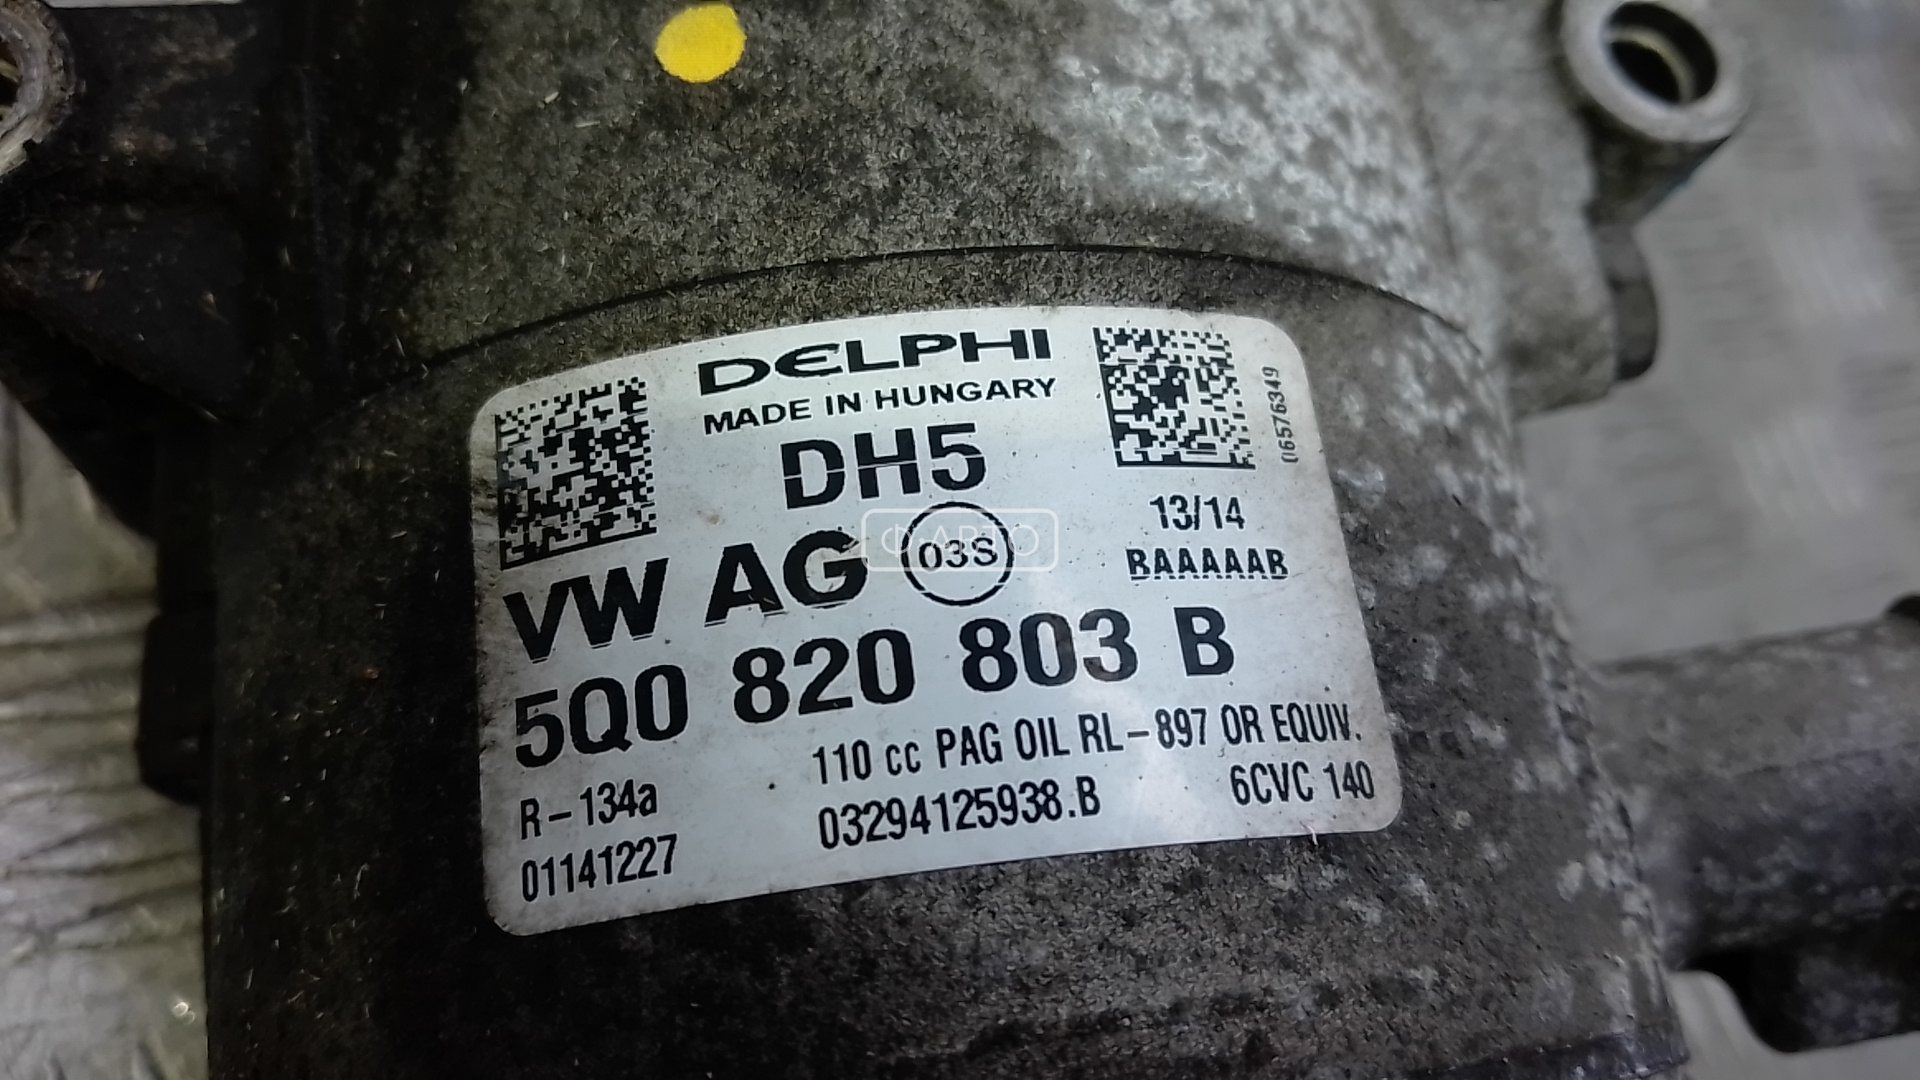 DELPHI
MADE IN HUNGARY
DH5
06576349
13/14
BAAAAAB
VW AG 03S
5Q0 820 803 B
110 cc PAG OIL RL-897 OR EQUIV.
R-134a
03294125938.B
6CVC 140
01141227